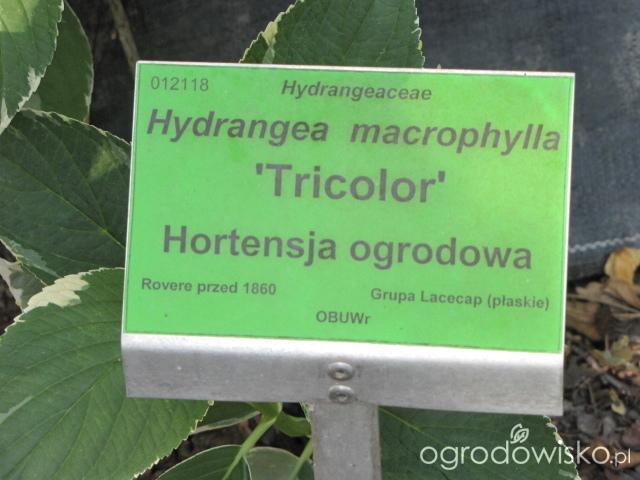 012118 Hydrangeaceae
Hydrangea macrophylla
'Tricolor'
Hortensja ogrodowa
Rovere przed 1860 Grupa Lacecap (płaskie)
OBUWr
ogrodowisko.pl